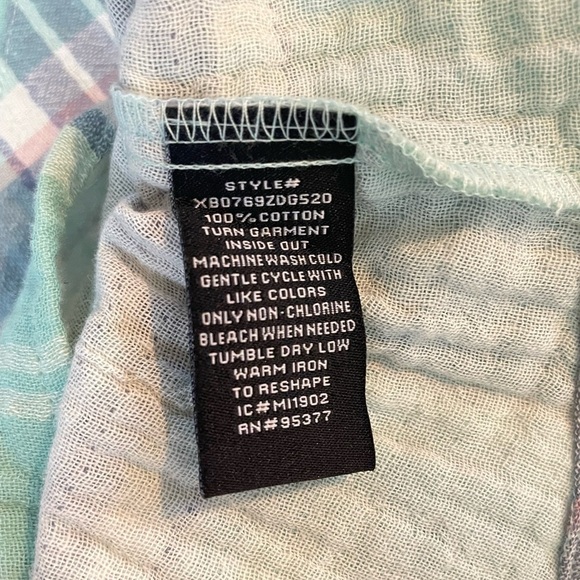 STYLE#
XB0769ZDG520
100% COTTON
TURN GARMENT
INSIDE OUT
MACHINE WASH COLD
GENTLE CYCLE WITH
LIKE COLORS
ONLY NON-CHLORINE
BLEACH WHEN NEEDED
TUMBLE DRY LOW
WARM IRON
TO RESHAPE
IC#MI1902
RN#95377